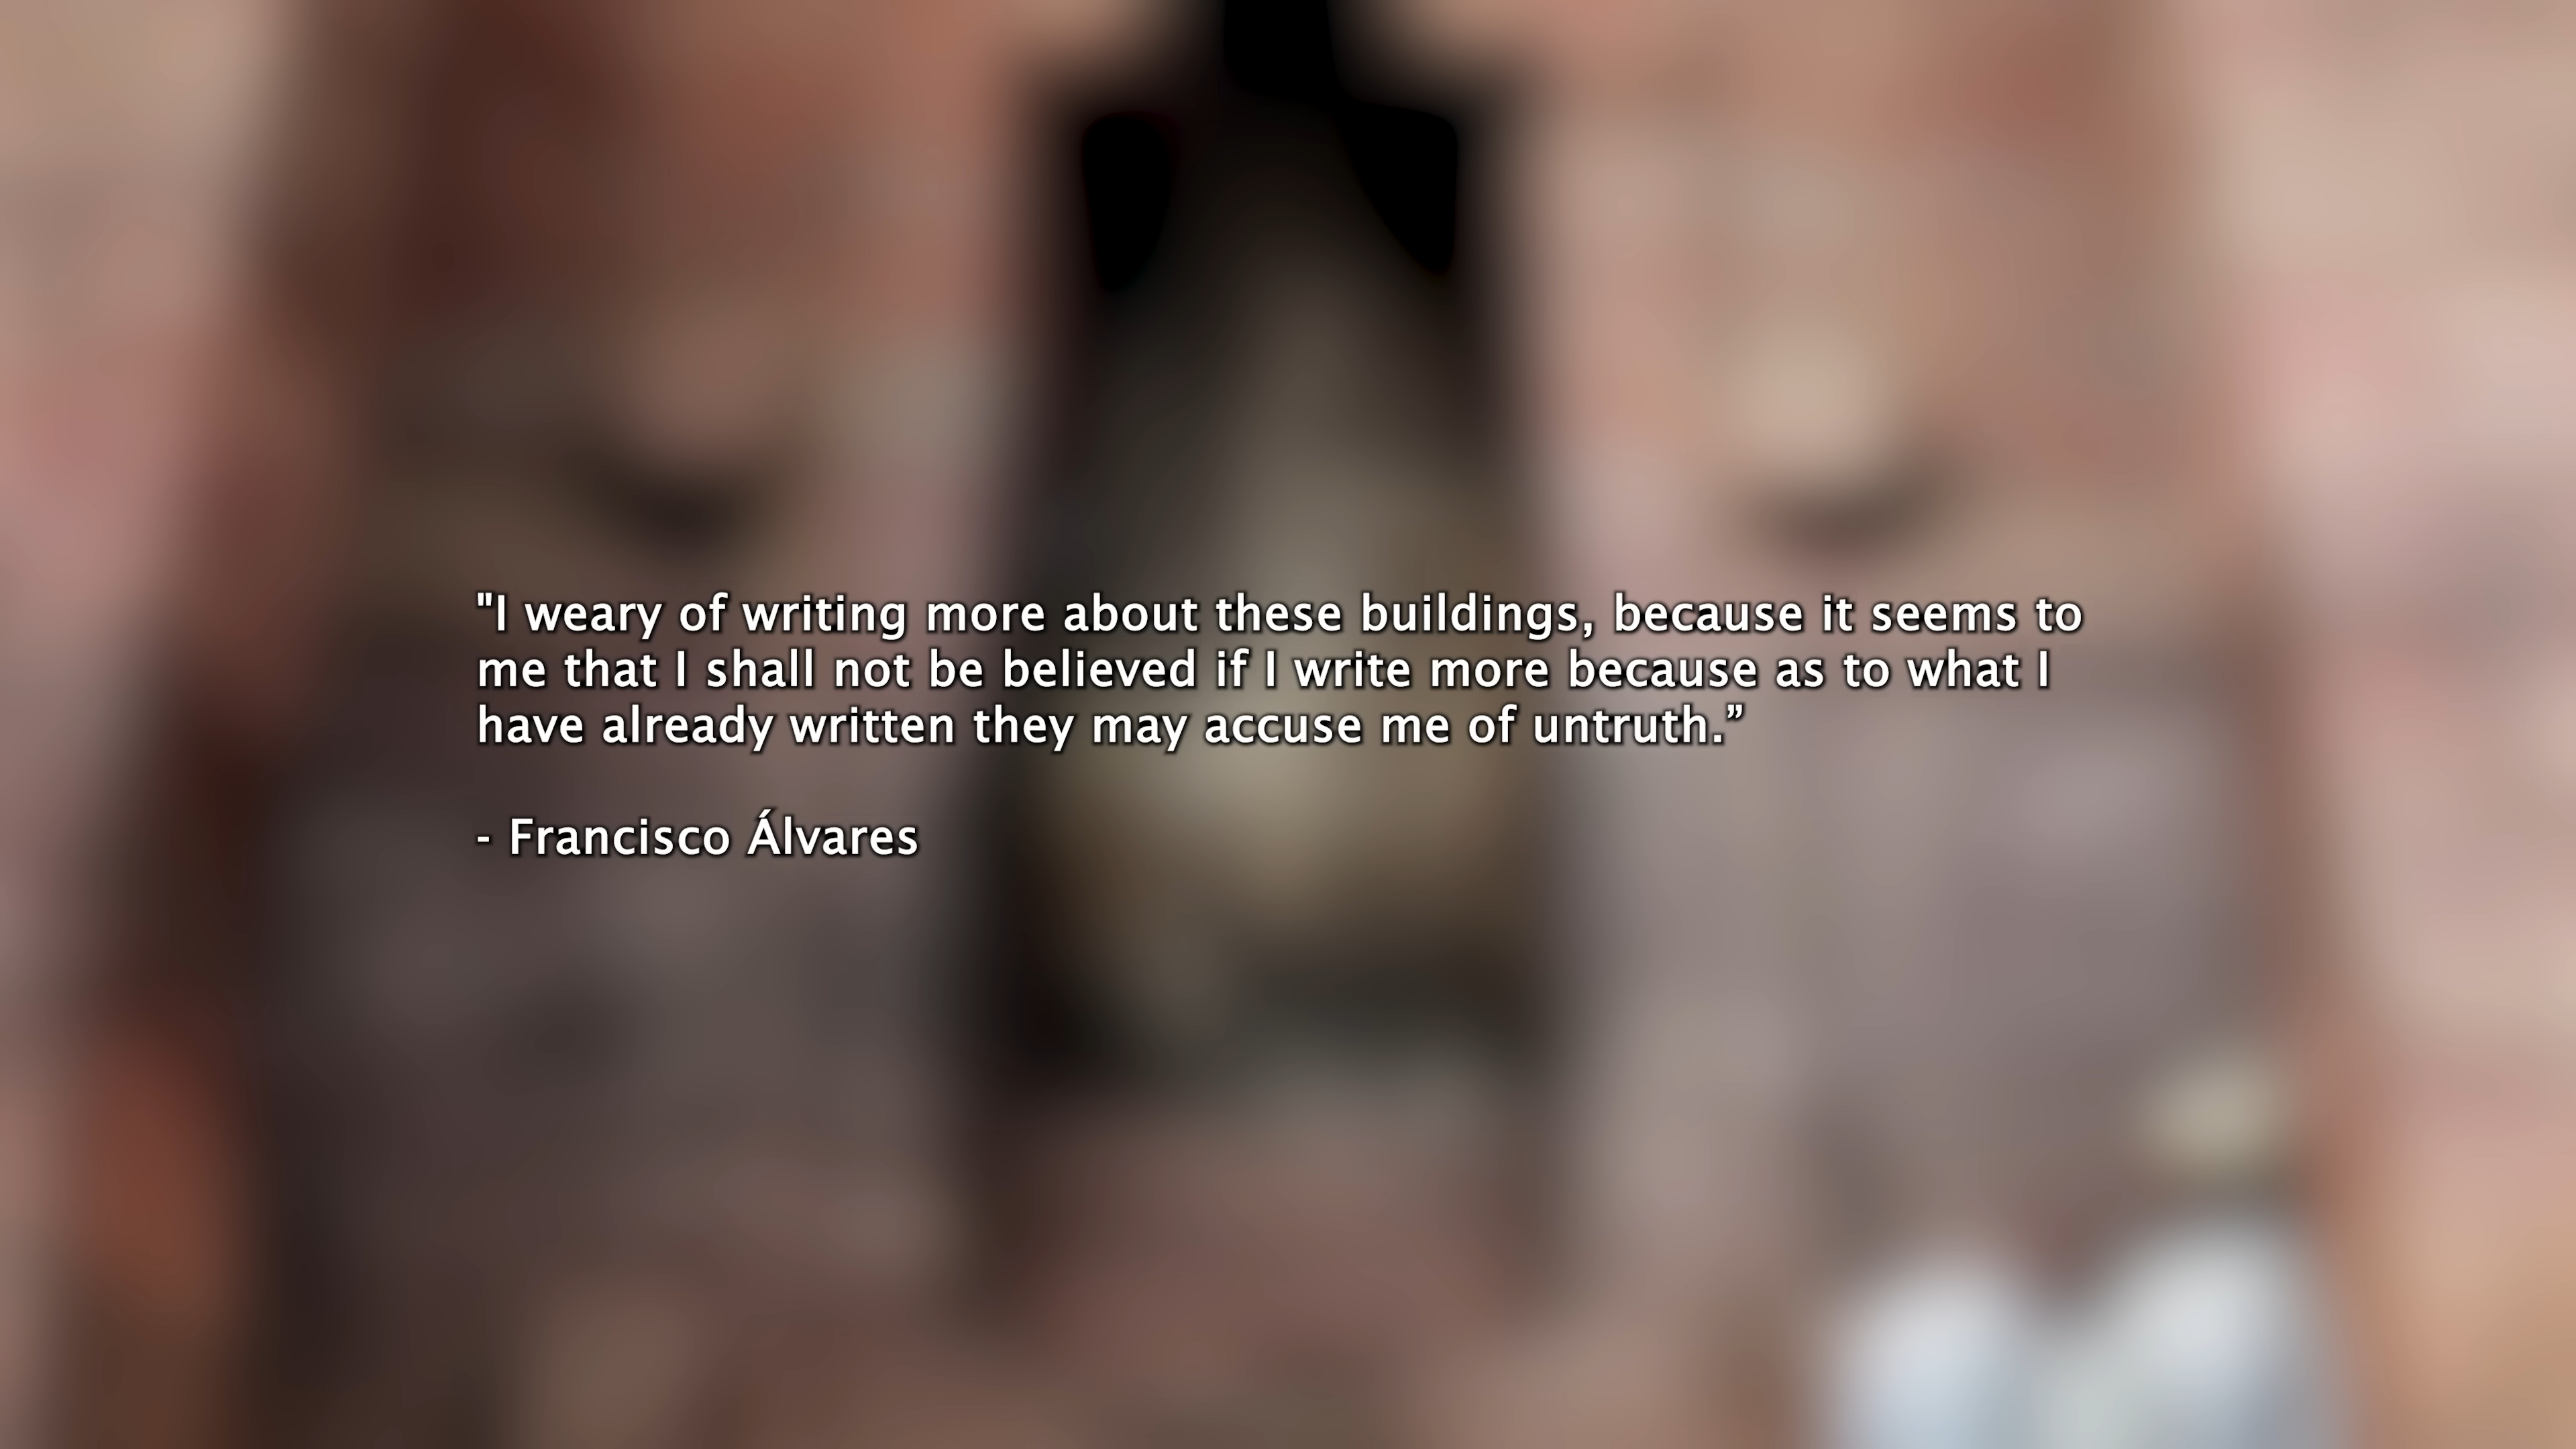 "I weary of writing more about these buildings, because it seems to
me that I shall not be believed if I write more because as to what I
have already written they may accuse me of untruth.”
- Francisco Álvares